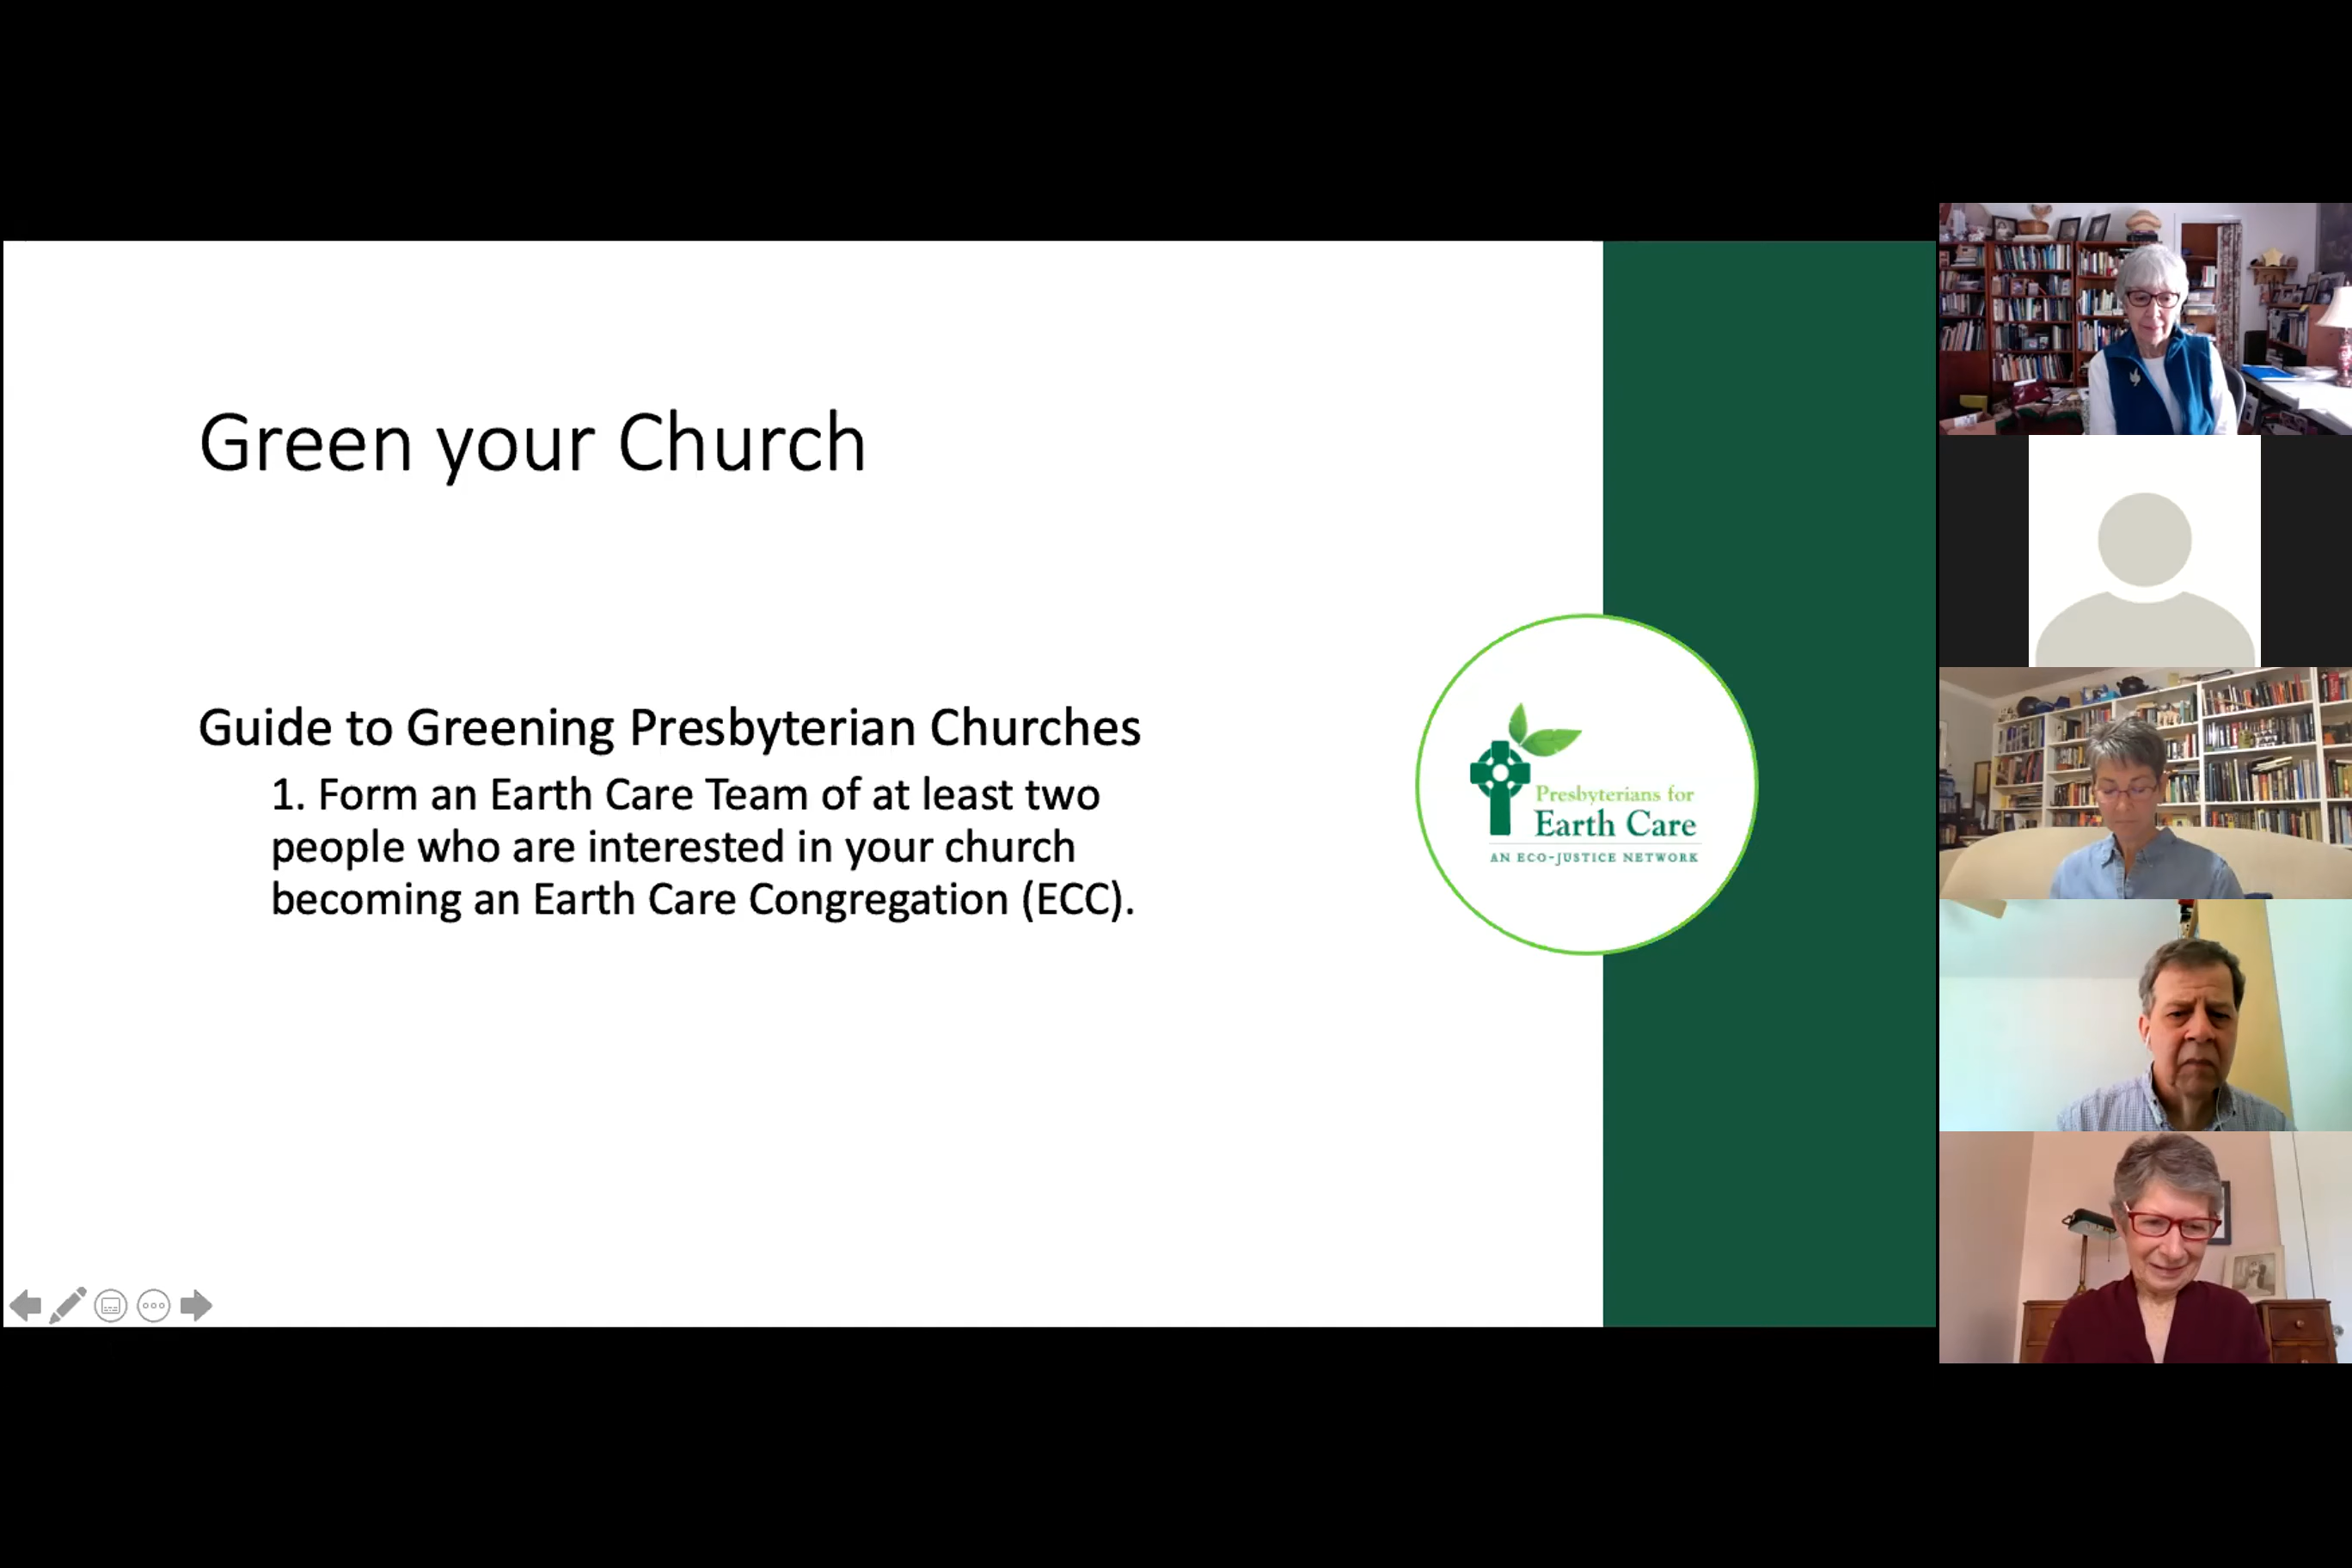 Green your Church
Guide to Greening Presbyterian Churches
1. Form an Earth Care Team of at least two
people who are interested in your church
becoming an Earth Care Congregation (ECC).
Presbyterians for
Earth Care
AN ECO-JUSTICE NETWORK